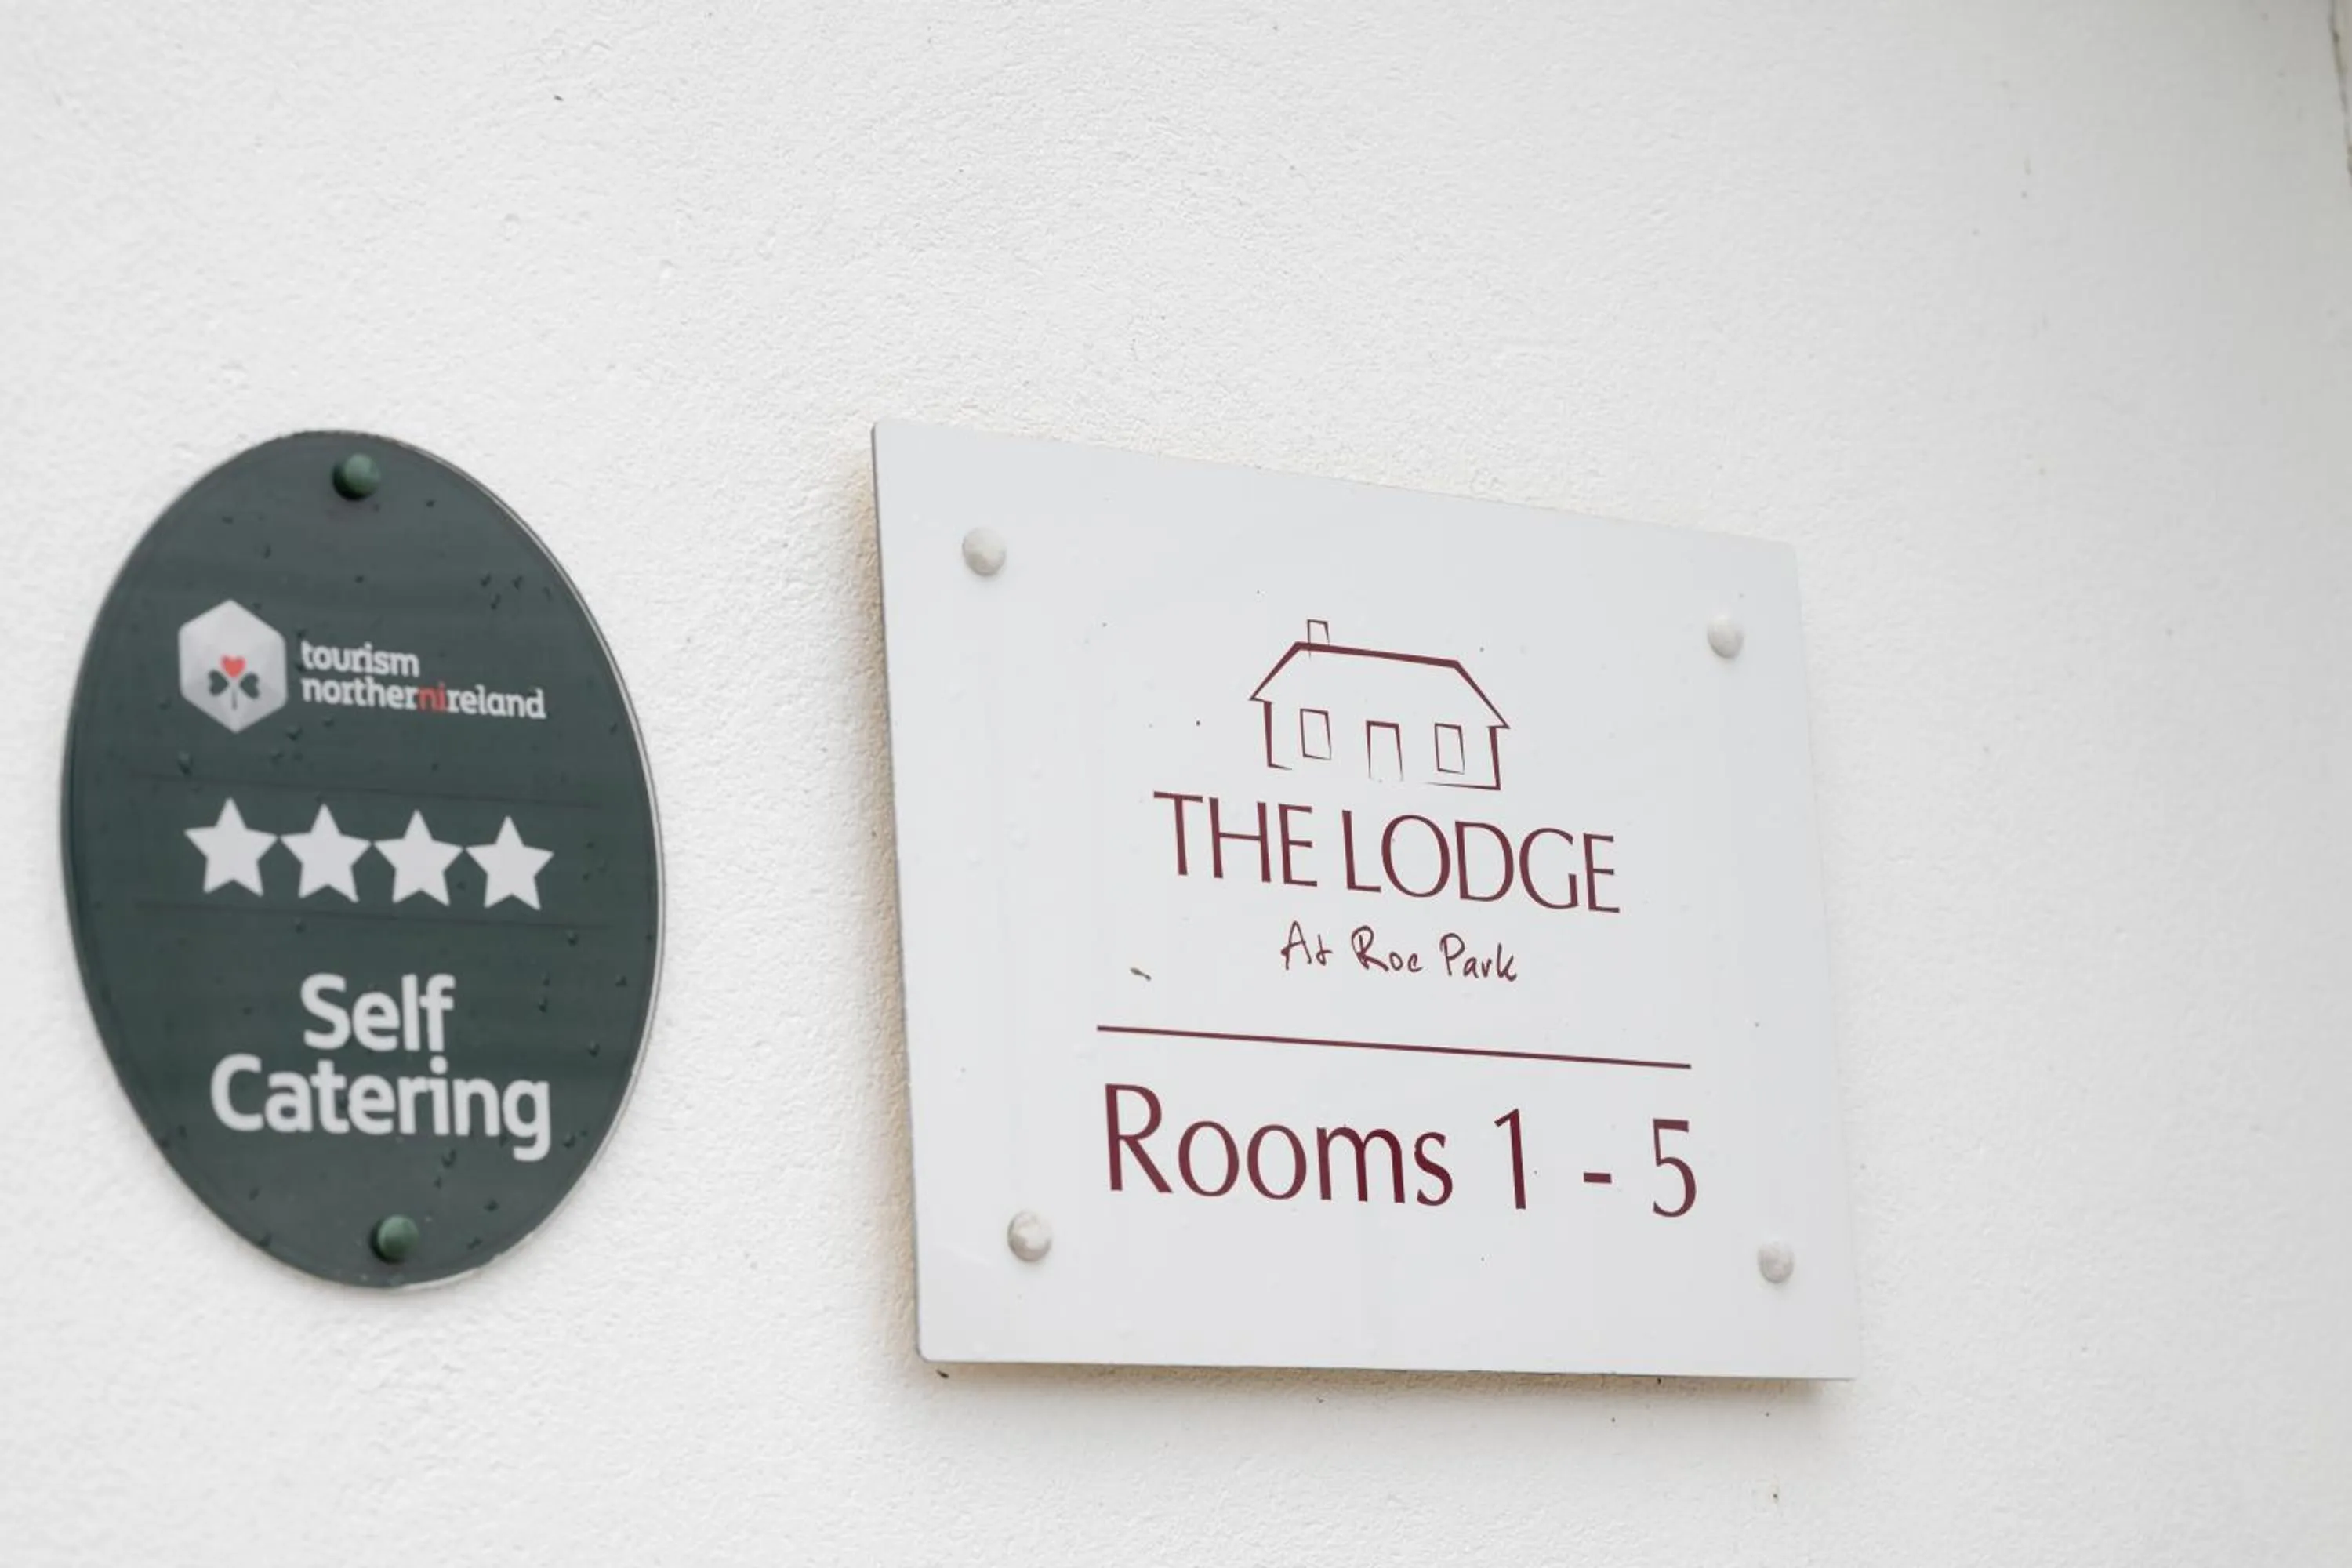 tourism
northernireland
Self
Catering
THE LODGE
At Roe Park
Rooms 1 - 5